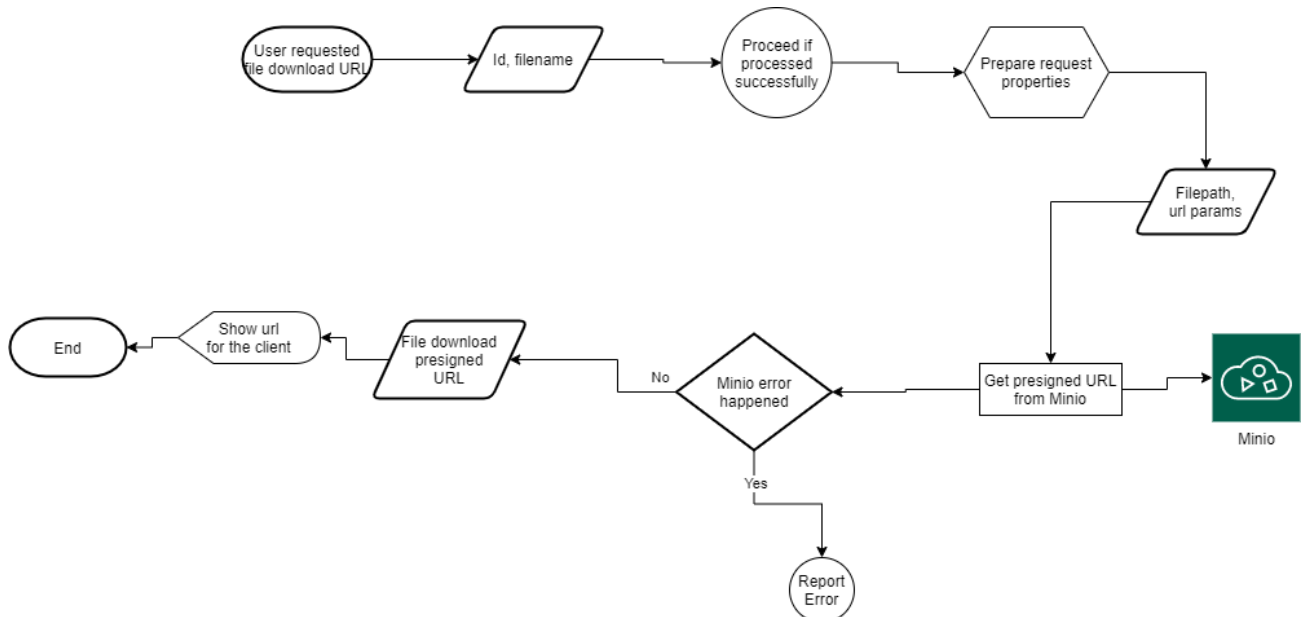 User requested
file download URL
Id, filename
Proceed if
processed
successfully
Prepare request
properties
Filepath,
url params
Get presigned URL
from Minio
Minio
Minio error
happened
No
Yes
File download
presigned
URL
Show url
for the client
End
Report
Error